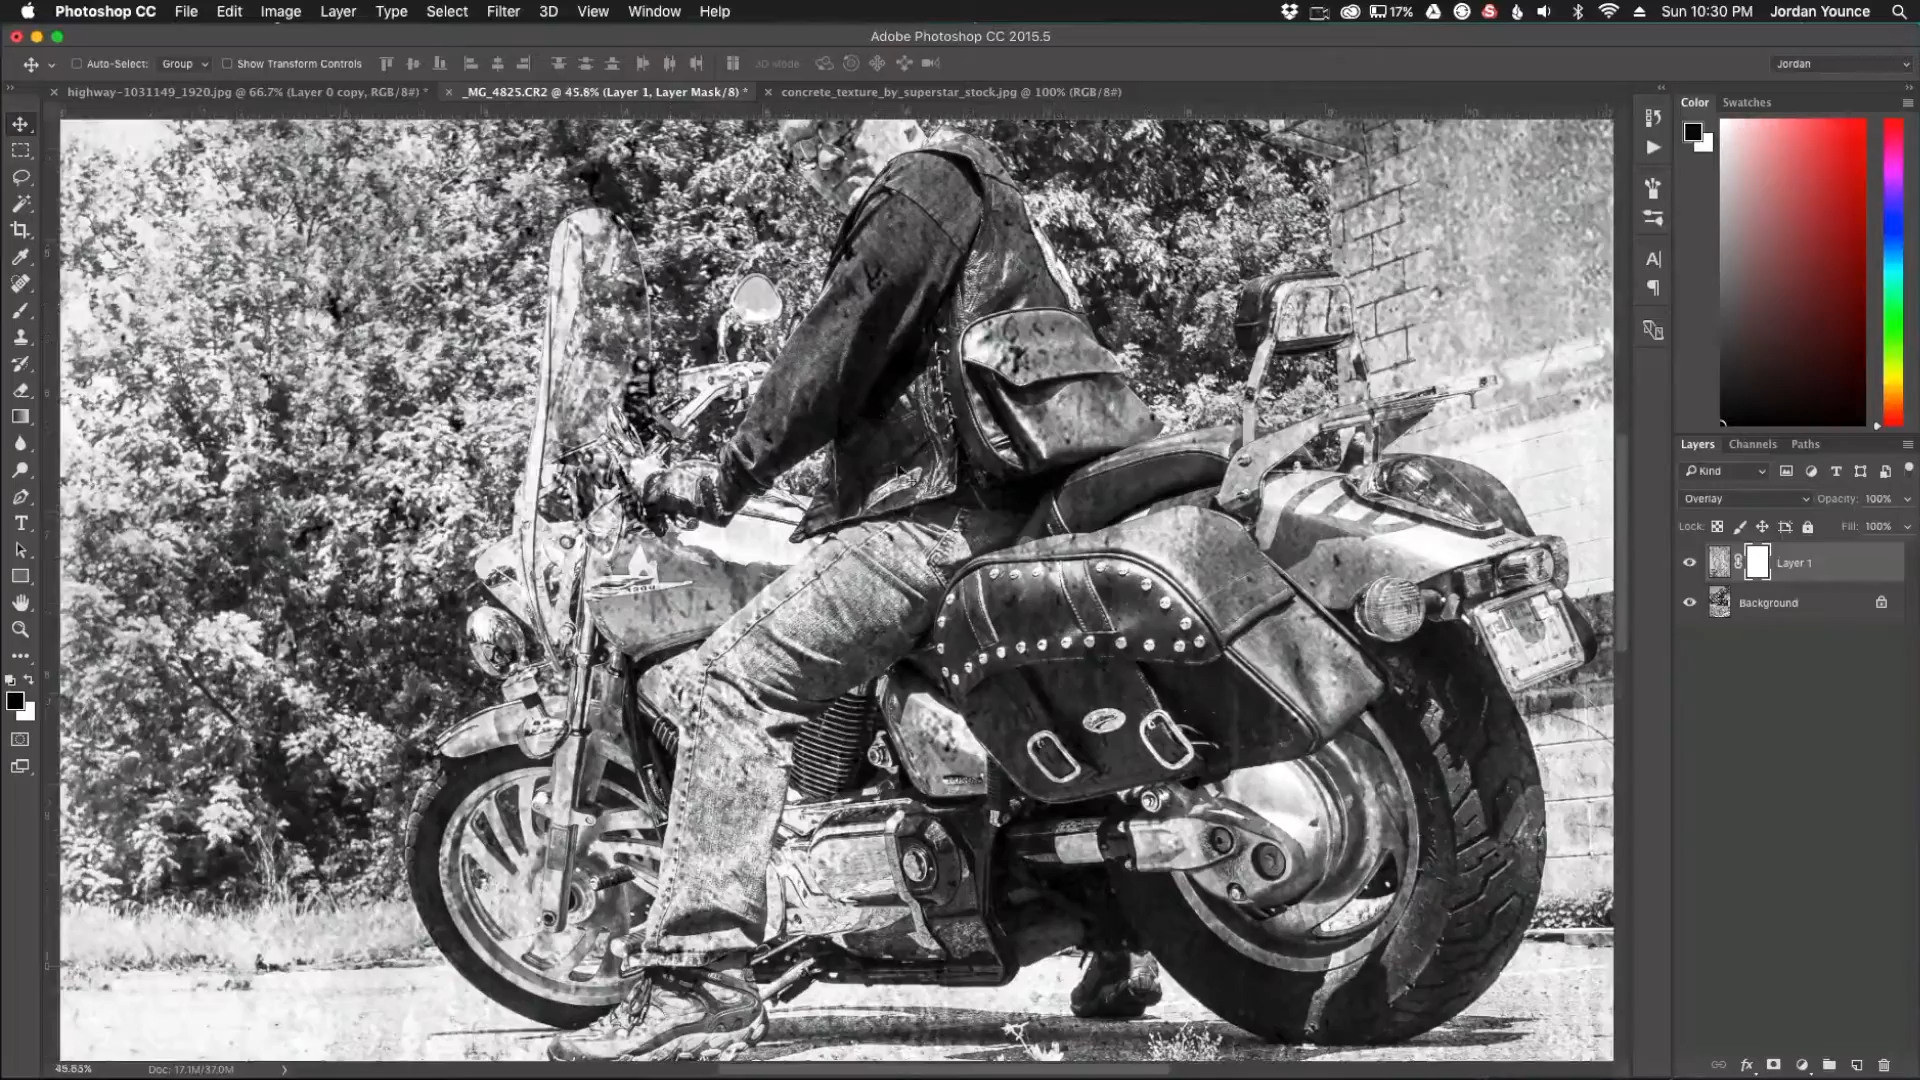 Photoshop CC File Edit Image Layer Type Select Filter 3D View Window Help 17% Sun 10:30 PM Jordan Younce
Adobe Photoshop CC 2015.5
Auto-Select: Group Show Transform Controls 3D Mode Jordan
highway-1031149_1920.jpg @ 66.7% (Layer 0 copy, RGB/8#) * _MG_4825.CR2 @ 45.8% (Layer 1, Layer Mask/8) * concrete_texture_by_superstar_stock.jpg @ 100% (RGB/8#)
Color Swatches
Layers Channels Paths
Kind
Overlay Opacity: 100%
Lock: Fill: 100%
Layer 1
Background
45.83% Doc: 17.1M/37.0M